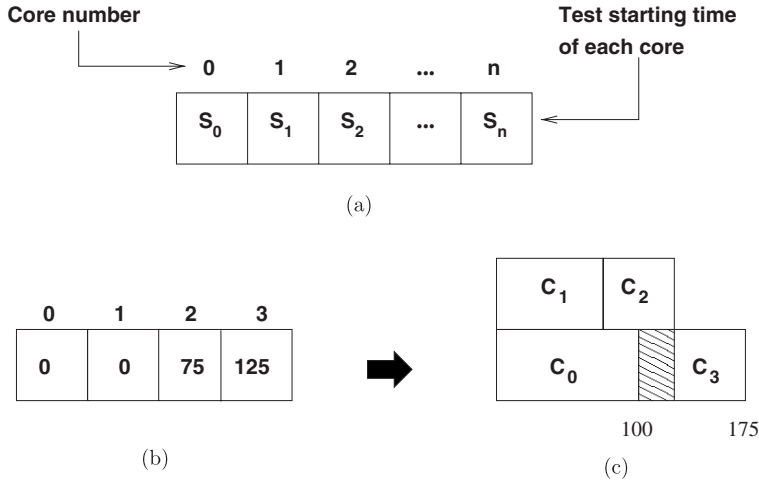 Core number
Test starting time
of each core
0 1 2 ... n
S0 S1 S2 ... Sn
(a)
0 1 2 3
0 0 75 125
(b)
C1 C2
C0 C3
100 175
(c)